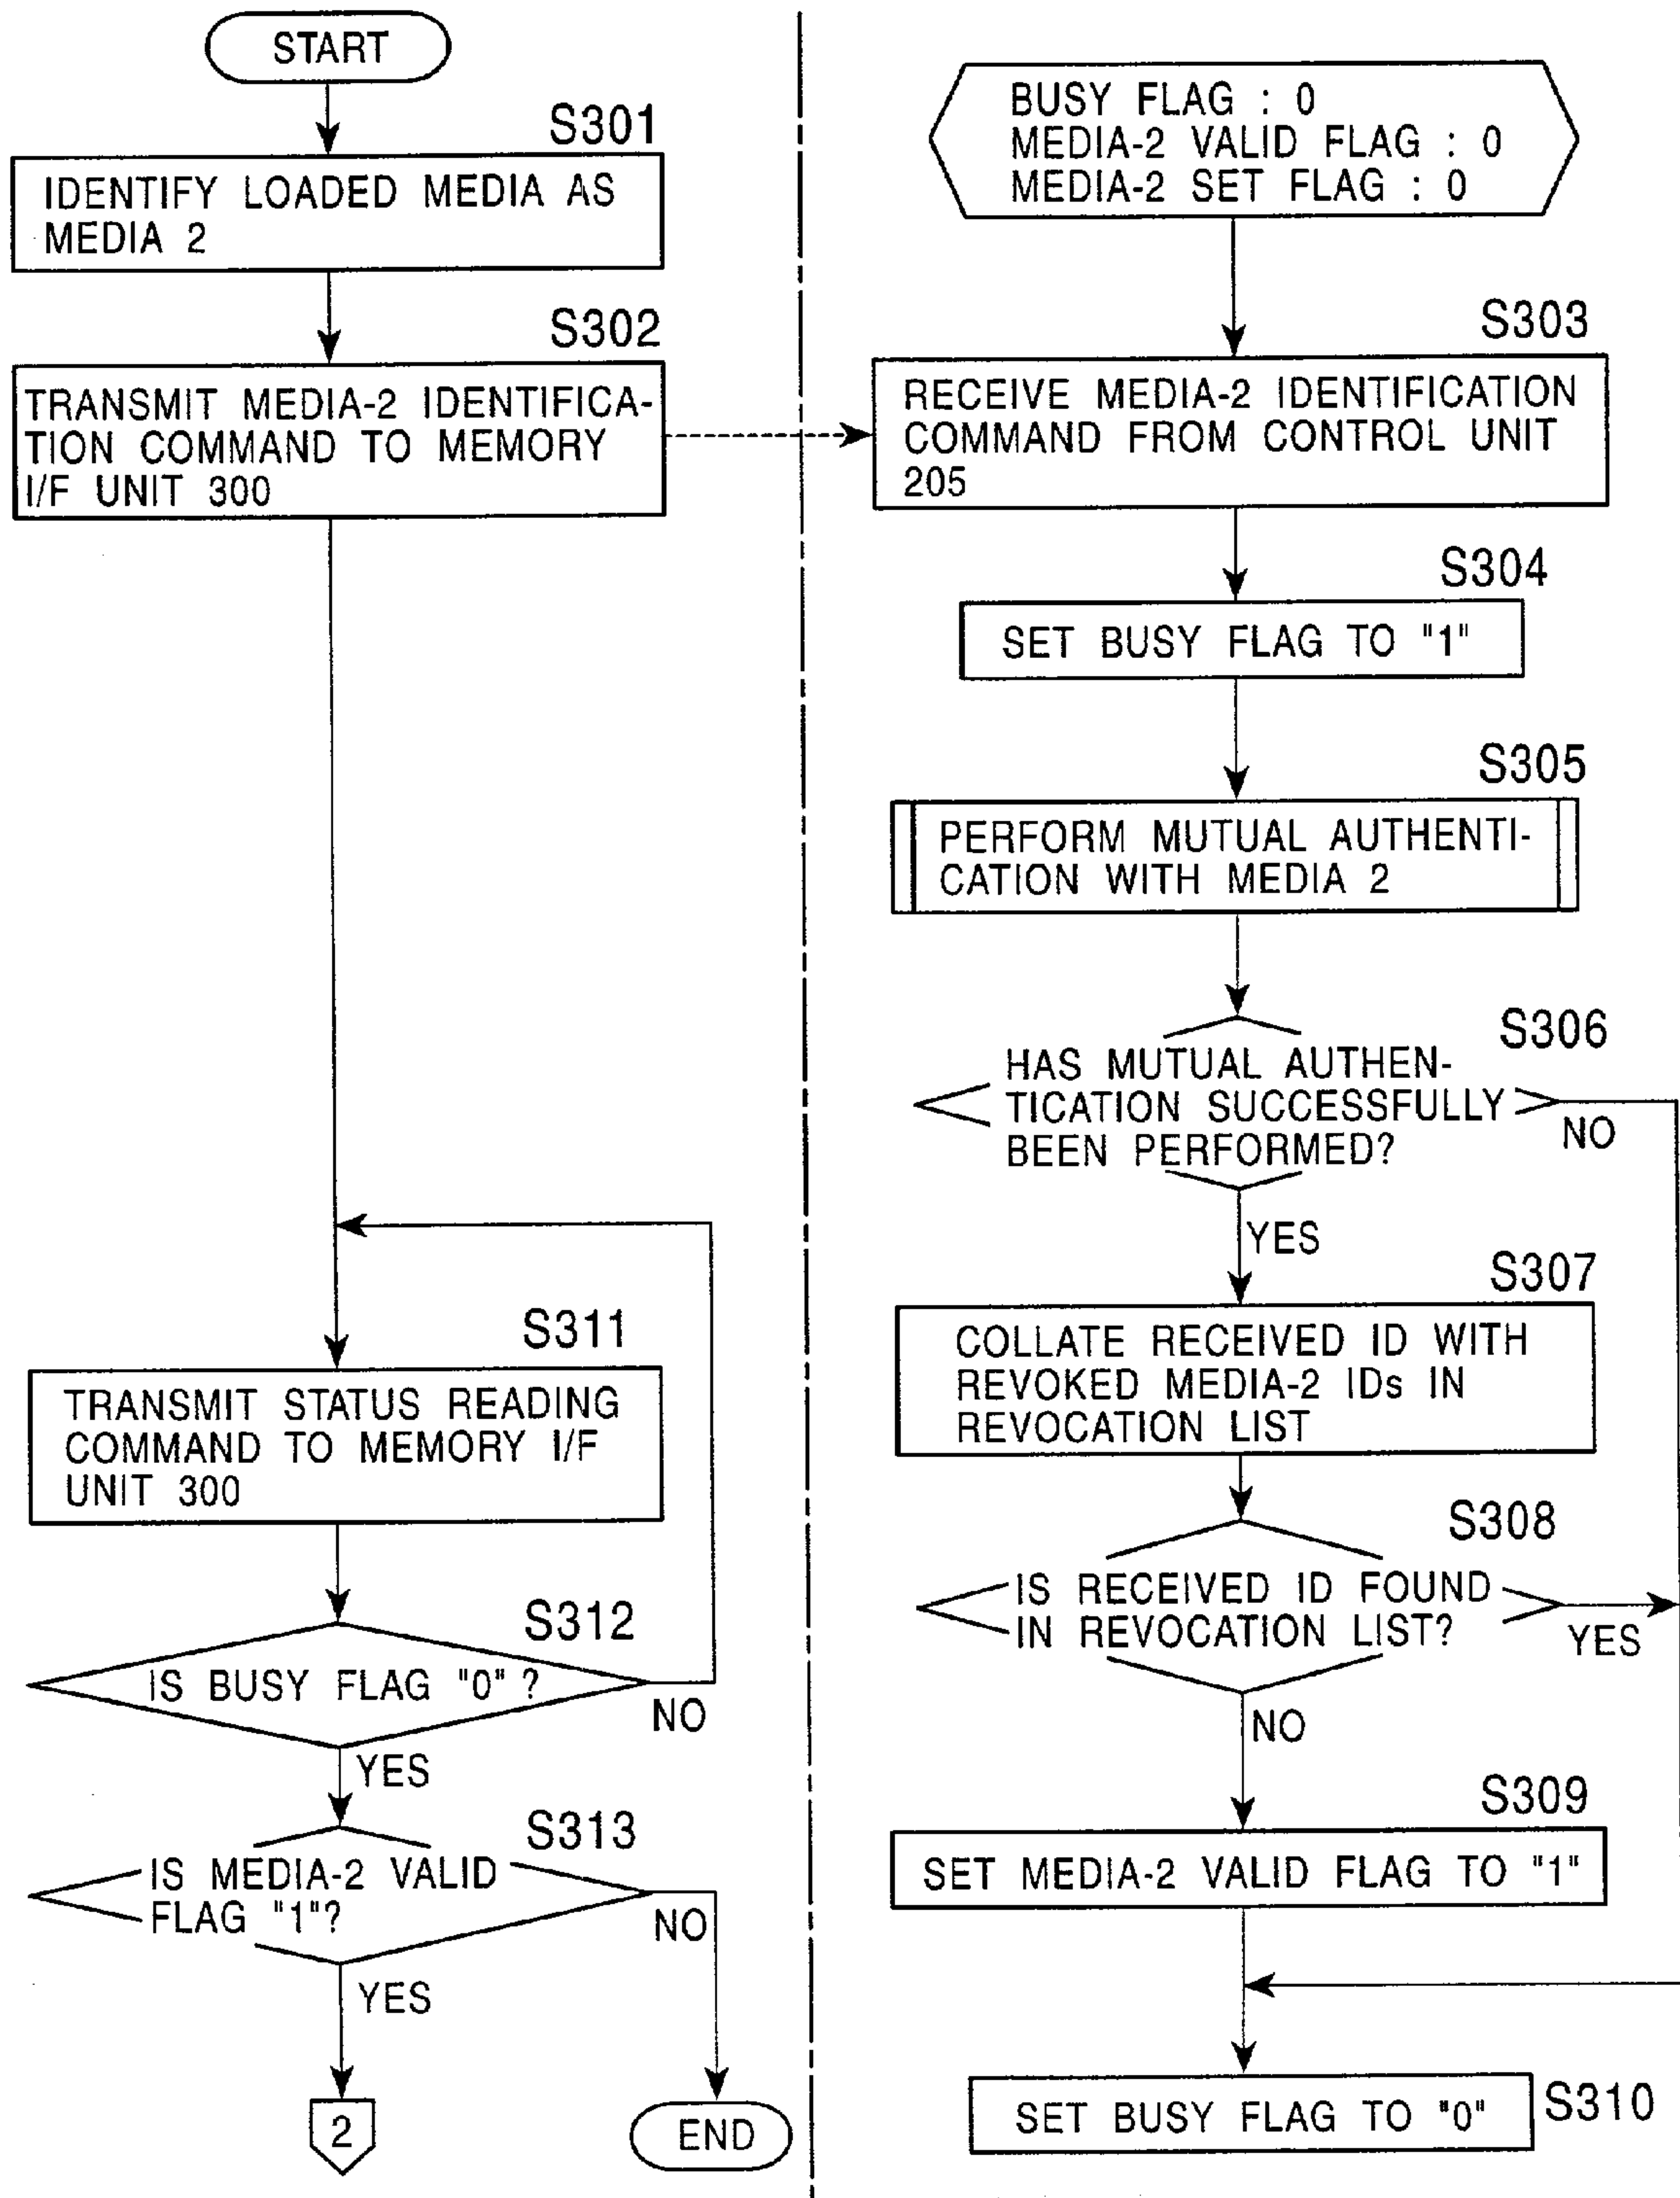 START
S301
IDENTIFY LOADED MEDIA AS
MEDIA 2
S302
TRANSMIT MEDIA-2 IDENTIFICA-
TION COMMAND TO MEMORY
I/F UNIT 300
S311
TRANSMIT STATUS READING
COMMAND TO MEMORY I/F
UNIT 300
S312
IS BUSY FLAG "0" ?
NO
YES
S313
IS MEDIA-2 VALID
FLAG "1"?
NO
YES
2
END
BUSY FLAG : 0
MEDIA-2 VALID FLAG : 0
MEDIA-2 SET FLAG : 0
S303
RECEIVE MEDIA-2 IDENTIFICATION
COMMAND FROM CONTROL UNIT
205
S304
SET BUSY FLAG TO "1"
S305
PERFORM MUTUAL AUTHENTI-
CATION WITH MEDIA 2
S306
HAS MUTUAL AUTHEN-
TICATION SUCCESSFULLY
BEEN PERFORMED?
NO
YES
S307
COLLATE RECEIVED ID WITH
REVOKED MEDIA-2 IDs IN
REVOCATION LIST
S308
IS RECEIVED ID FOUND
IN REVOCATION LIST?
YES
NO
S309
SET MEDIA-2 VALID FLAG TO "1"
SET BUSY FLAG TO "0"
S310